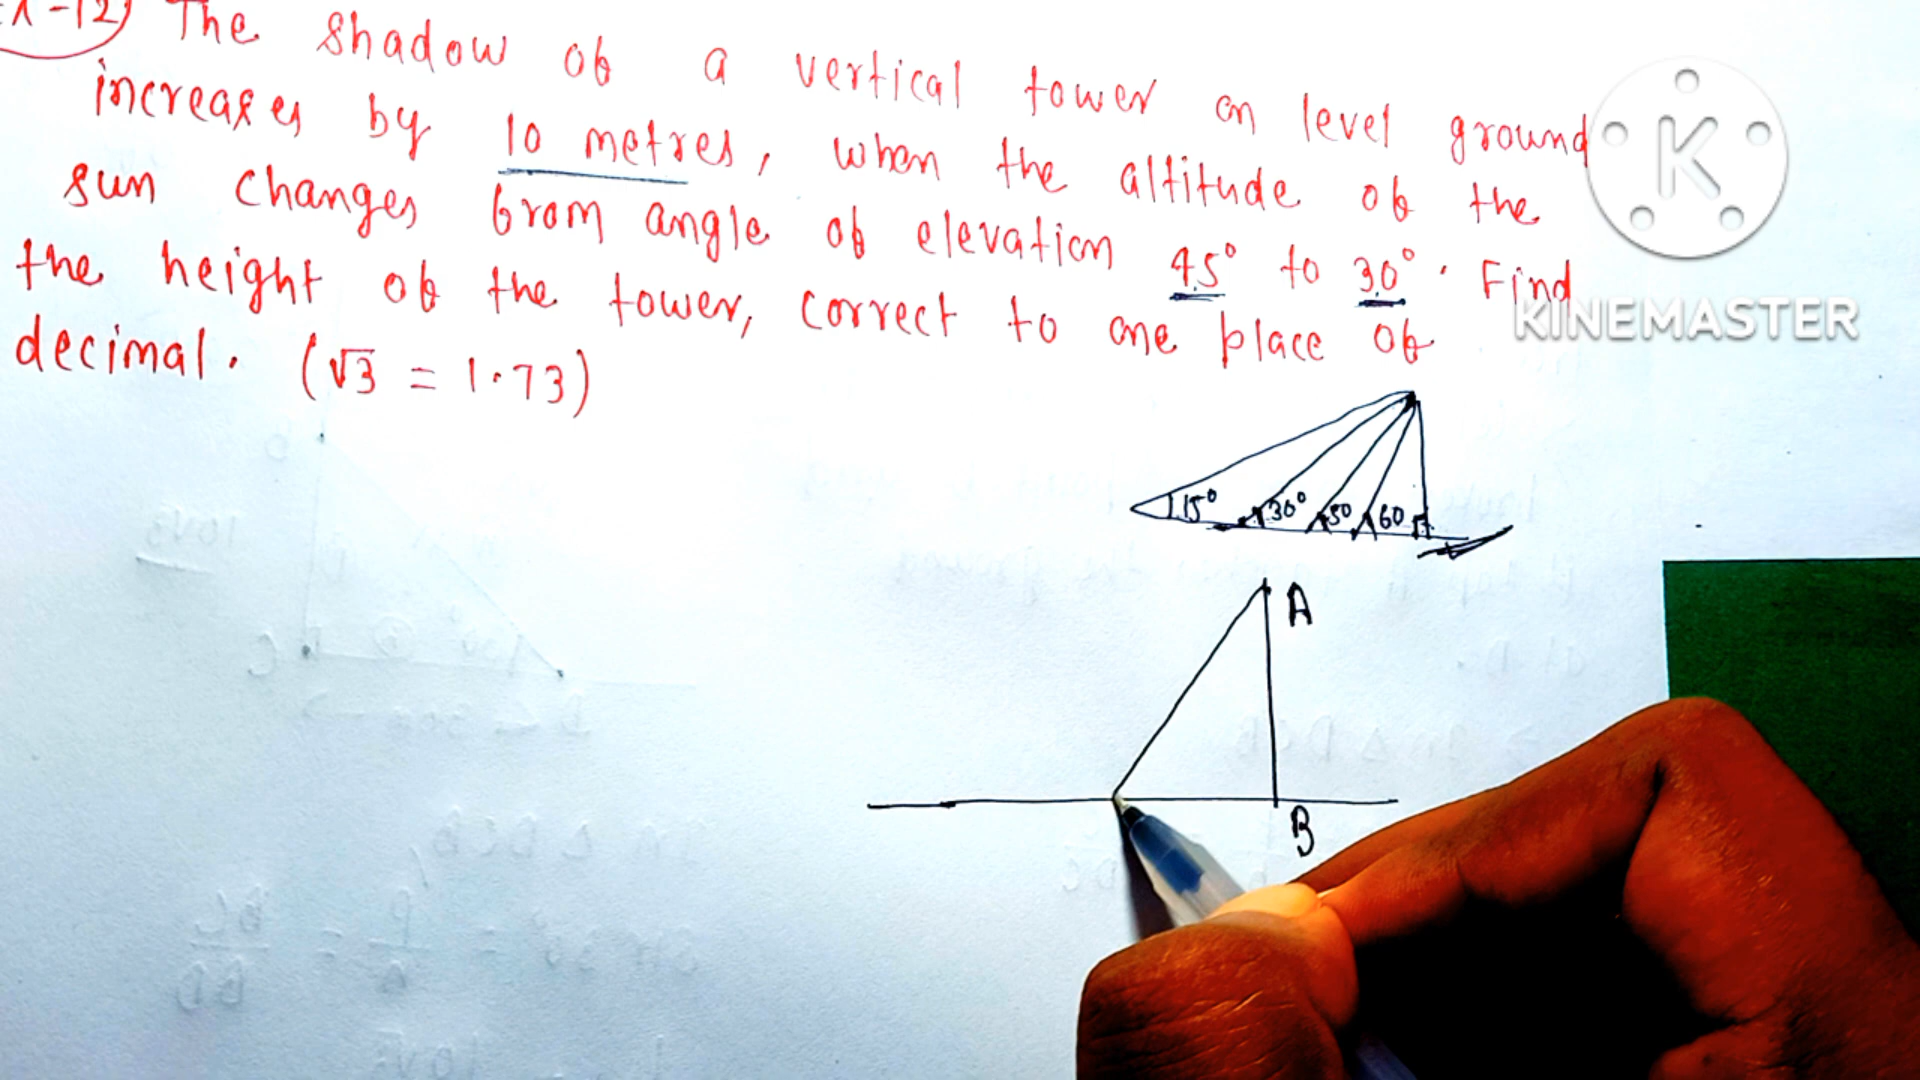 The shadow of a vertical tower on level ground
increases by 10 metres, when the altitude of the
sun changes from angle of elevation 45° to 30°. Find
the height of the tower, correct to one place of
decimal. (√3 = 1.73)
K
KINEMASTER
15° 30° 50 60
A
B